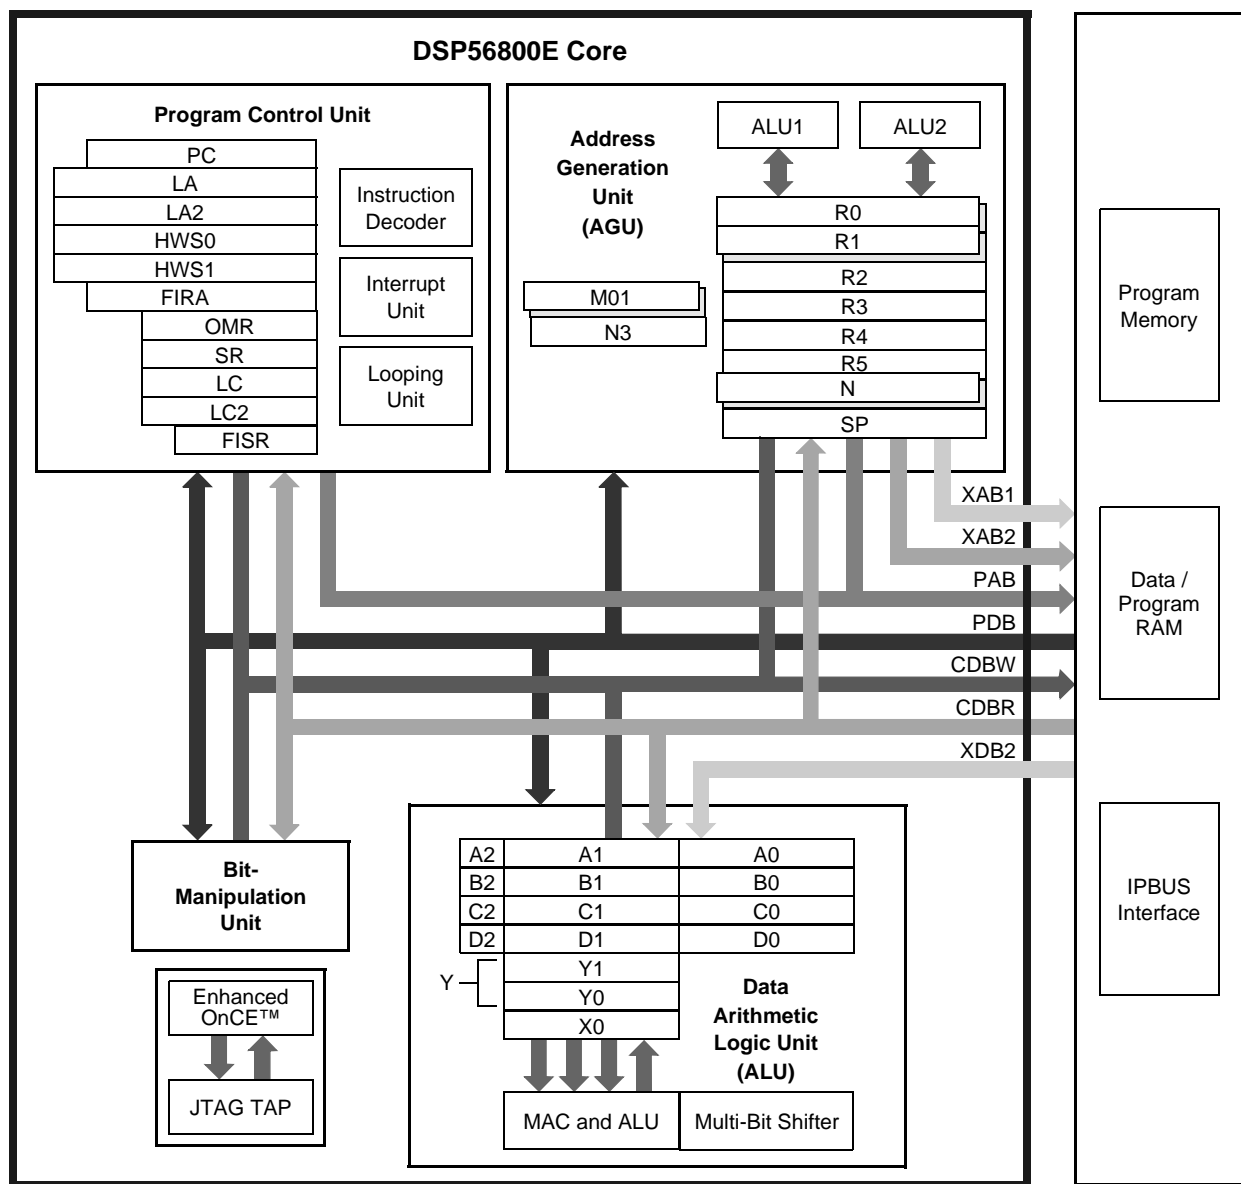 DSP56800E Core
Program Control Unit
PC
LA
LA2
HWS0
HWS1
FIRA
OMR
SR
LC
LC2
FISR
Instruction
Decoder
Interrupt
Unit
Looping
Unit
Address
Generation
Unit
(AGU)
ALU1
ALU2
R0
R1
R2
R3
R4
R5
N
SP
M01
N3
XAB1
XAB2
PAB
PDB
CDBW
CDBR
XDB2
Program
Memory
Data /
Program
RAM
IPBUS
Interface
Bit-
Manipulation
Unit
Enhanced
OnCE™
JTAG TAP
A2 A1 A0
B2 B1 B0
C2 C1 C0
D2 D1 D0
Y
Y1
Y0
X0
Data
Arithmetic
Logic Unit
(ALU)
MAC and ALU
Multi-Bit Shifter